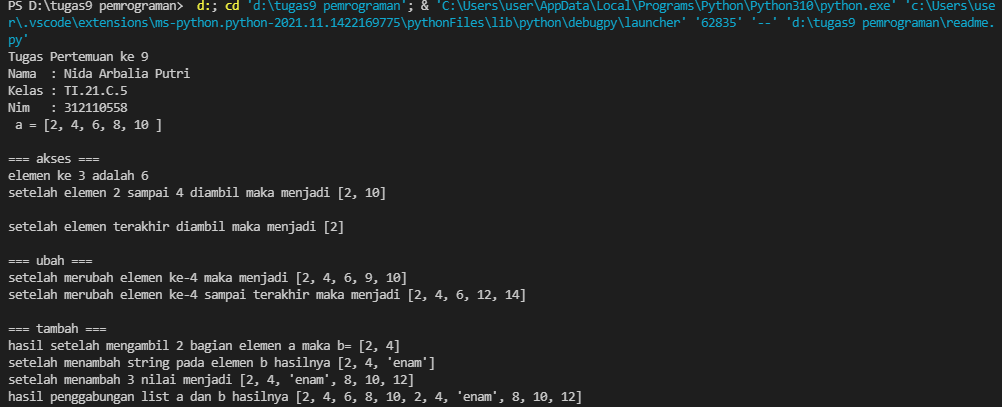 PS D:\tugas9 pemrograman>  d:; cd 'd:\tugas9 pemrograman'; & 'C:\Users\user\AppData\Local\Programs\Python\Python310\python.exe' 'c:\Users\use
r\.vscode\extensions\ms-python.python-2021.11.1422169775\pythonFiles\lib\python\debugpy\launcher' '62835' '--' 'd:\tugas9 pemrograman\readme.
py'
Tugas Pertemuan ke 9
Nama  : Nida Arbalia Putri
Kelas : TI.21.C.5
Nim   : 312110558
 a = [2, 4, 6, 8, 10 ]
=== akses ===
elemen ke 3 adalah 6
setelah elemen 2 sampai 4 diambil maka menjadi [2, 10]
setelah elemen terakhir diambil maka menjadi [2]
=== ubah ===
setelah merubah elemen ke-4 maka menjadi [2, 4, 6, 9, 10]
setelah merubah elemen ke-4 sampai terakhir maka menjadi [2, 4, 6, 12, 14]
=== tambah ===
hasil setelah mengambil 2 bagian elemen a maka b= [2, 4]
setelah menambah string pada elemen b hasilnya [2, 4, 'enam']
setelah menambah 3 nilai menjadi [2, 4, 'enam', 8, 10, 12]
hasil penggabungan list a dan b hasilnya [2, 4, 6, 8, 10, 2, 4, 'enam', 8, 10, 12]